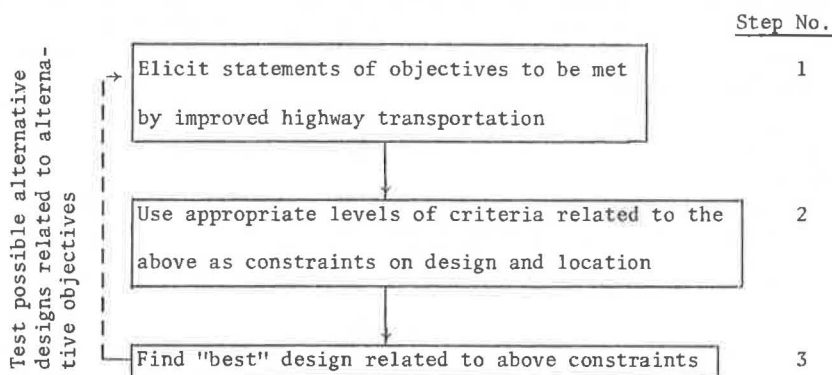 Step No.
Elicit statements of objectives to be met
by improved highway transportation
1
Use appropriate levels of criteria related to the
above as constraints on design and location
2
Find "best" design related to above constraints
3
Test possible alternative
designs related to alterna-
tive objectives